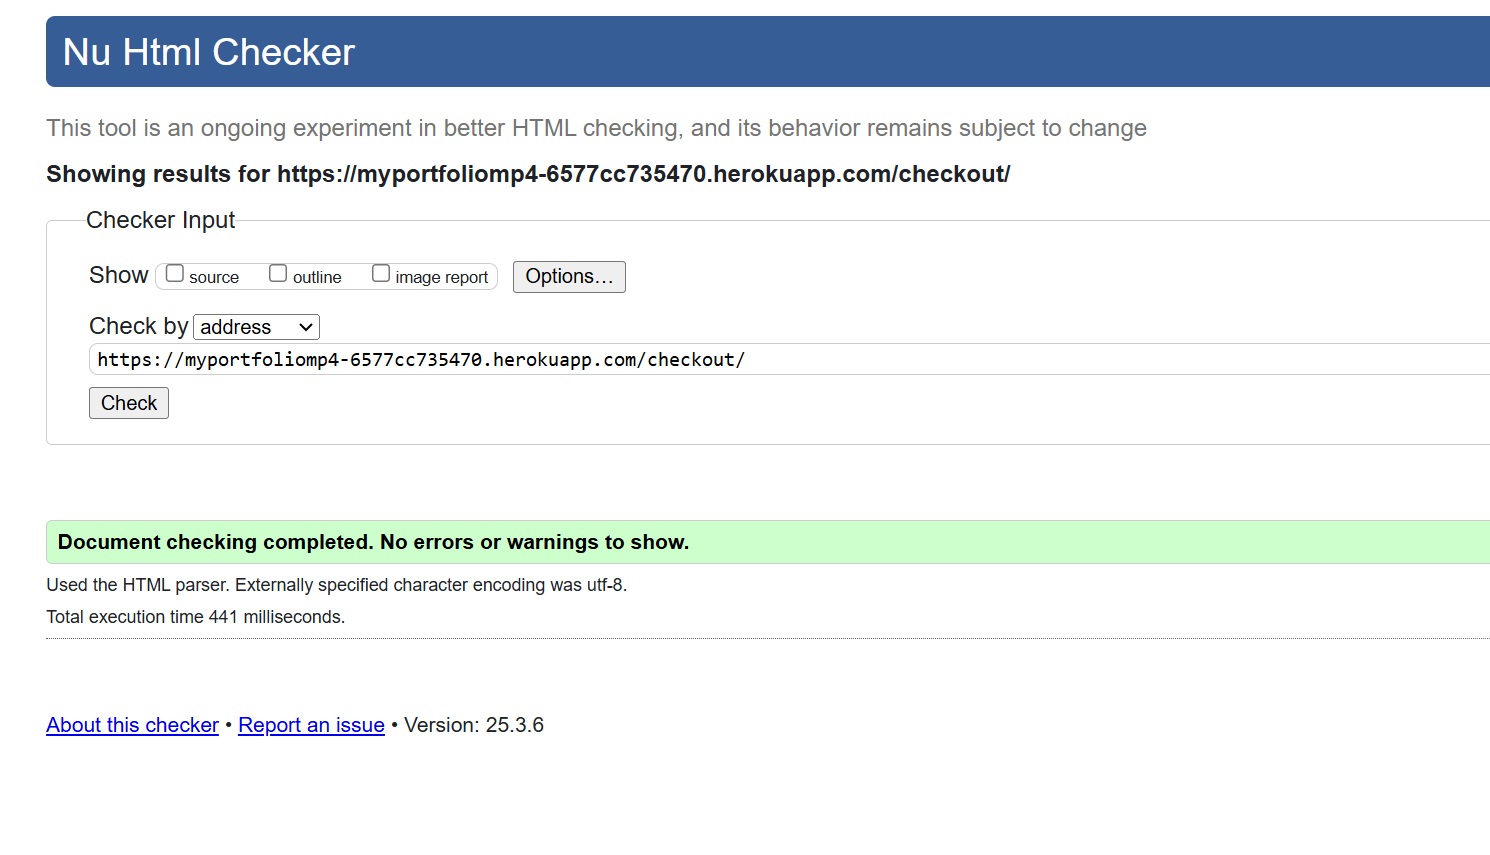 Nu Html Checker
This tool is an ongoing experiment in better HTML checking, and its behavior remains subject to change
Showing results for https://myportfoliomp4-6577cc735470.herokuapp.com/checkout/
Checker Input
Show source outline image report Options...
Check by address
https://myportfoliomp4-6577cc735470.herokuapp.com/checkout/
Check
Document checking completed. No errors or warnings to show.
Used the HTML parser. Externally specified character encoding was utf-8.
Total execution time 441 milliseconds.
About this checker • Report an issue • Version: 25.3.6